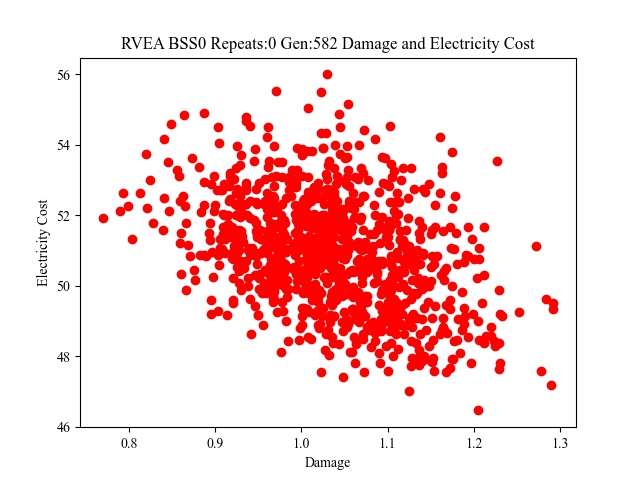 RVEA BSS0 Repeats:0 Gen:582 Damage and Electricity Cost
56
54
52
50
48
46
Electricity Cost
0.8 0.9 1.0 1.1 1.2 1.3
Damage